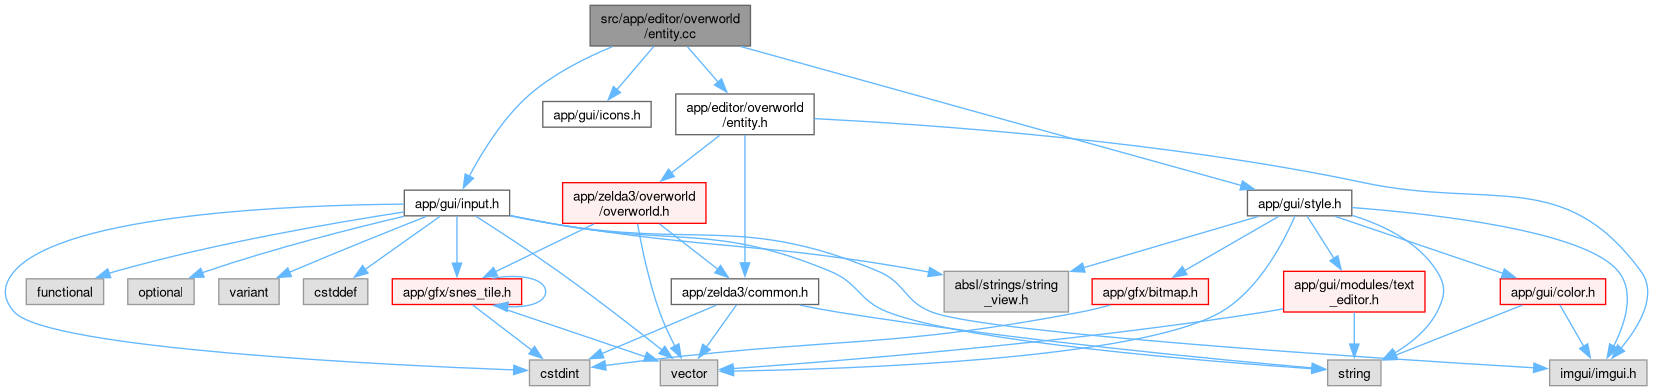 src/app/editor/overworld
/entity.cc
app/gui/icons.h
app/editor/overworld
/entity.h
app/gui/input.h
app/zelda3/overworld
/overworld.h
app/gui/style.h
functional
optional
variant
cstddef
app/gfx/snes_tile.h
app/zelda3/common.h
absl/strings/string
_view.h
app/gfx/bitmap.h
app/gui/modules/text
_editor.h
app/gui/color.h
cstdint
vector
string
imgui/imgui.h